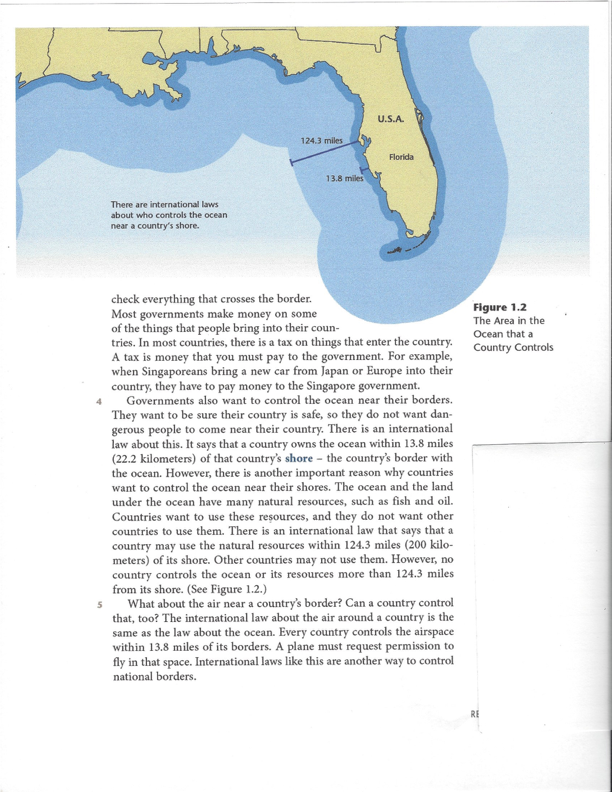 U.S.A.
124.3 miles
Florida
13.8 miles
There are international laws
about who controls the ocean
near a country's shore.
check everything that crosses the border.
Most governments make money on some
of the things that people bring into their coun-
tries. In most countries, there is a tax on things that enter the country.
A tax is money that you must pay to the government. For example,
when Singaporeans bring a new car from Japan or Europe into their
country, they have to pay money to the Singapore government.
Figure 1.2
The Area in the
Ocean that a
Country Controls
4 Governments also want to control the ocean near their borders.
They want to be sure their country is safe, so they do not want dan-
gerous people to come near their country. There is an international
law about this. It says that a country owns the ocean within 13.8 miles
(22.2 kilometers) of that country's shore – the country's border with
the ocean. However, there is another important reason why countries
want to control the ocean near their shores. The ocean and the land
under the ocean have many natural resources, such as fish and oil.
Countries want to use these resources, and they do not want other
countries to use them. There is an international law that says that a
country may use the natural resources within 124.3 miles (200 kilo-
meters) of its shore. Other countries may not use them. However, no
country controls the ocean or its resources more than 124.3 miles
from its shore. (See Figure 1.2.)
5 What about the air near a country's border? Can a country control
that, too? The international law about the air around a country is the
same as the law about the ocean. Every country controls the airspace
within 13.8 miles of its borders. A plane must request permission to
fly in that space. International laws like this are another way to control
national borders.